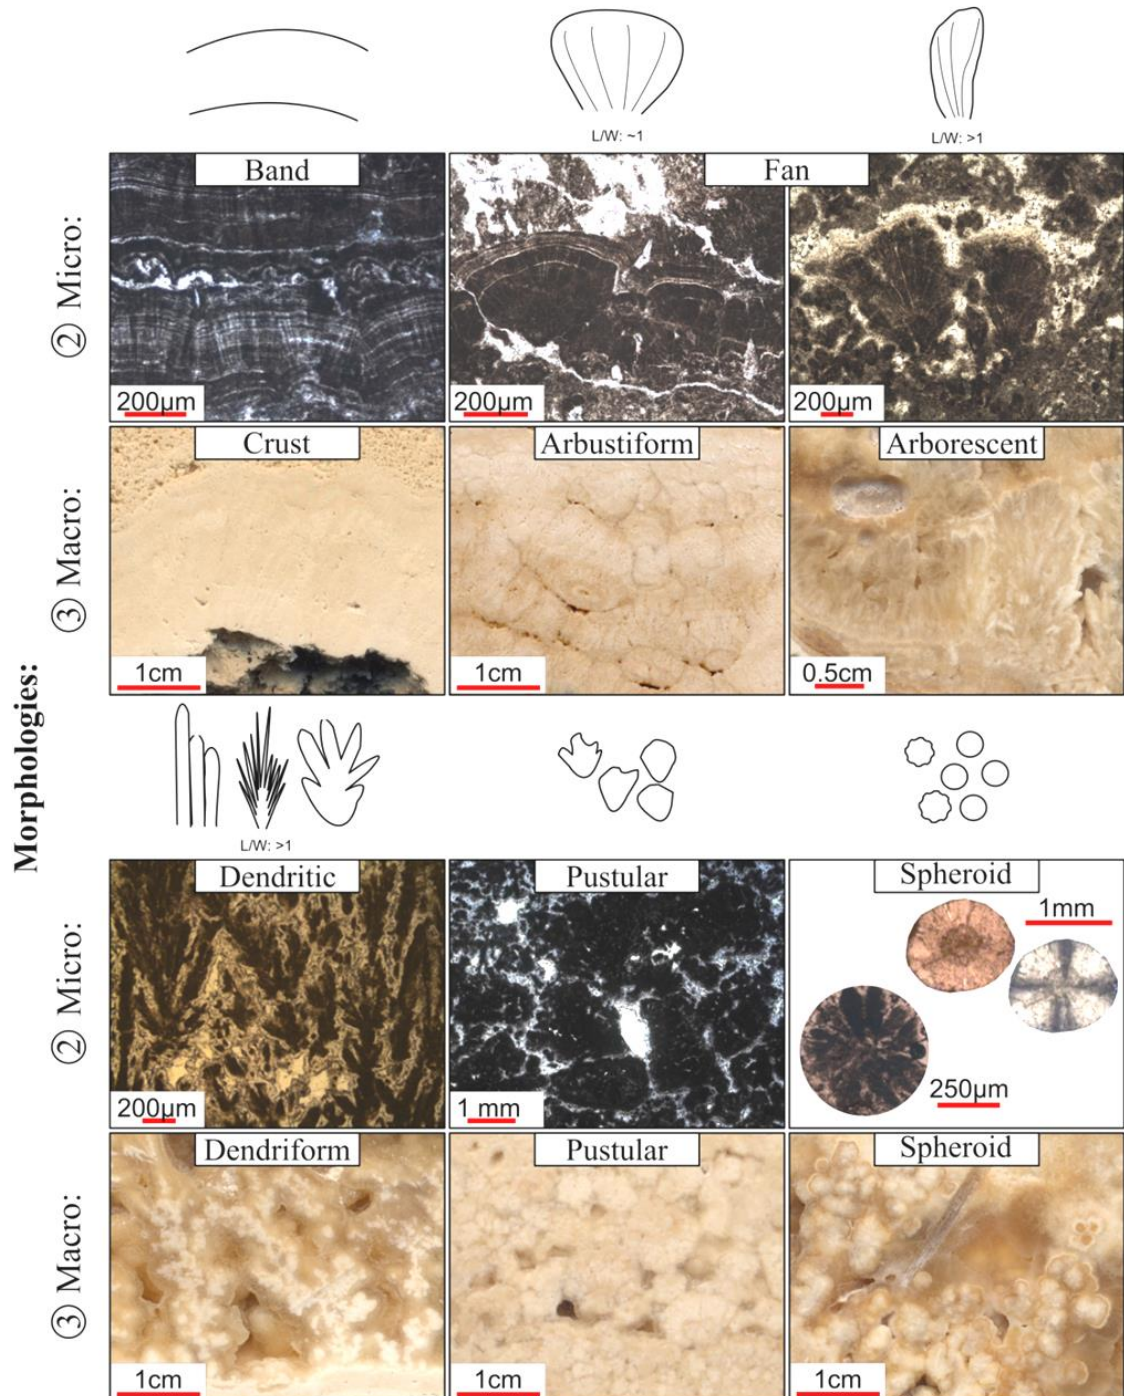 L/W: ~1
L/W: >1
Band
Fan
② Micro:
200µm
200µm
200µm
Crust
Arbustiform
Arborescent
③ Macro:
1cm
1cm
0.5cm
Morphologies:
L/W: >1
Dendritic
Pustular
Spheroid
② Micro:
1mm
200µm
1 mm
250µm
Dendriform
Pustular
Spheroid
③ Macro:
1cm
1cm
1cm